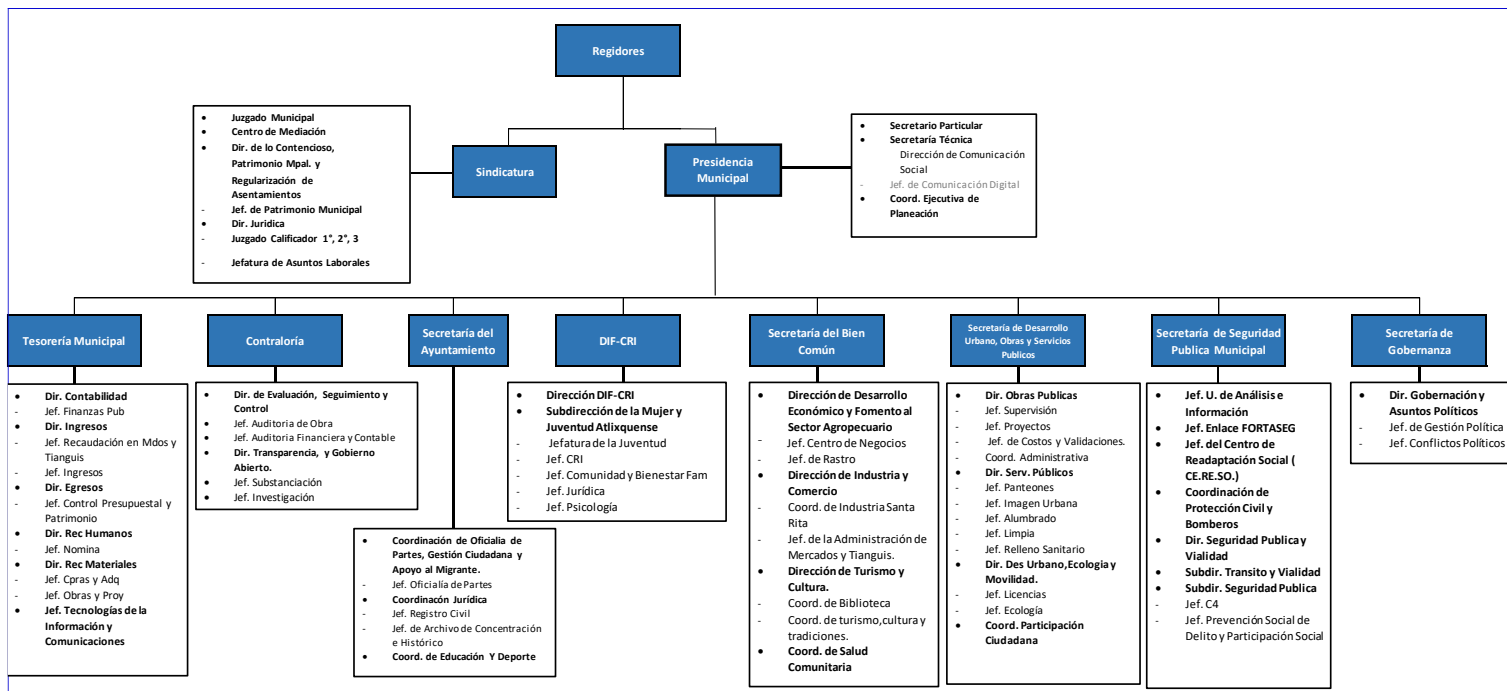 Regidores
• Juzgado Municipal
• Centro de Mediación
• Dir. de lo Contencioso,
Patrimonio Mpal. y
Regularización de
Asentamientos
- Jef. de Patrimonio Municipal
• Dir. Juridica
- Juzgado Calificador 1°, 2°, 3
- Jefatura de Asuntos Laborales
Sindicatura
Presidencia
Municipal
• Secretario Particular
• Secretaría Técnica
Dirección de Comunicación
Social
- Jef. de Comunicación Digital
• Coord. Ejecutiva de
Planeación
Tesorería Municipal
• Dir. Contabilidad
- Jef. Finanzas Pub
• Dir. Ingresos
- Jef. Recaudación en Mdos y
Tianguis
- Jef. Ingresos
• Dir. Egresos
- Jef. Control Presupuestal y
Patrimonio
• Dir. Rec Humanos
- Jef. Nomina
• Dir. Rec Materiales
- Jef. Cpras y Adq
- Jef. Obras y Proy
• Jef. Tecnologías de la
Información y
Comunicaciones
Contraloría
• Dir. de Evaluación, Seguimiento y
Control
- Jef. Auditoria de Obra
- Jef. Auditoria Financiera y Contable
• Dir. Transparencia, y Gobierno
Abierto.
- Jef. Substanciación
• Jef. Investigación
Secretaría del
Ayuntamiento
• Coordinación de Oficialia de
Partes, Gestión Ciudadana y
Apoyo al Migrante.
- Jef. Oficialía de Partes
• Coordinacón Jurídica
- Jef. Registro Civil
- Jef. de Archivo de Concentración
e Histórico
• Coord. de Educación Y Deporte
DIF-CRI
• Dirección DIF-CRI
• Subdirección de la Mujer y
Juventud Atlixquense
- Jefatura de la Juventud
- Jef. CRI
- Jef. Comunidad y Bienestar Fam
- Jef. Jurídica
- Jef. Psicología
Secretaría del Bien
Común
• Dirección de Desarrollo
Económico y Fomento al
Sector Agropecuario
- Jef. Centro de Negocios
- Jef. de Rastro
• Dirección de Industria y
Comercio
- Coord. de Industria Santa
Rita
- Jef. de la Administración de
Mercados y Tianguis.
• Dirección de Turismo y
Cultura.
- Coord. de Biblioteca
- Coord. de turismo,cultura y
tradiciones.
• Coord. de Salud
Comunitaria
Secretaría de Desarrollo
Urbano, Obras y Servicios
Publicos
• Dir. Obras Publicas
- Jef. Supervisión
- Jef. Proyectos
- Jef. de Costos y Validaciones.
- Coord. Administrativa
• Dir. Serv. Públicos
- Jef. Panteones
- Jef. Imagen Urbana
- Jef. Alumbrado
- Jef. Limpia
- Jef. Relleno Sanitario
• Dir. Des Urbano,Ecologia y
Movilidad.
- Jef. Licencias
- Jef. Ecología
• Coord. Participación
Ciudadana
Secretaría de Seguridad
Publica Municipal
• Jef. U. de Análisis e
Información
• Jef. Enlace FORTASEG
• Jef. del Centro de
Readaptación Social (
CE.RE.SO.)
• Coordinación de
Protección Civil y
Bomberos
• Dir. Seguridad Publica y
Vialidad
• Subdir. Transito y Vialidad
• Subdir. Seguridad Publica
- Jef. C4
- Jef. Prevención Social de
Delito y Participación Social
Secretaría de
Gobernanza
• Dir. Gobernación y
Asuntos Políticos
- Jef. de Gestión Política
- Jef. Conflictos Políticos